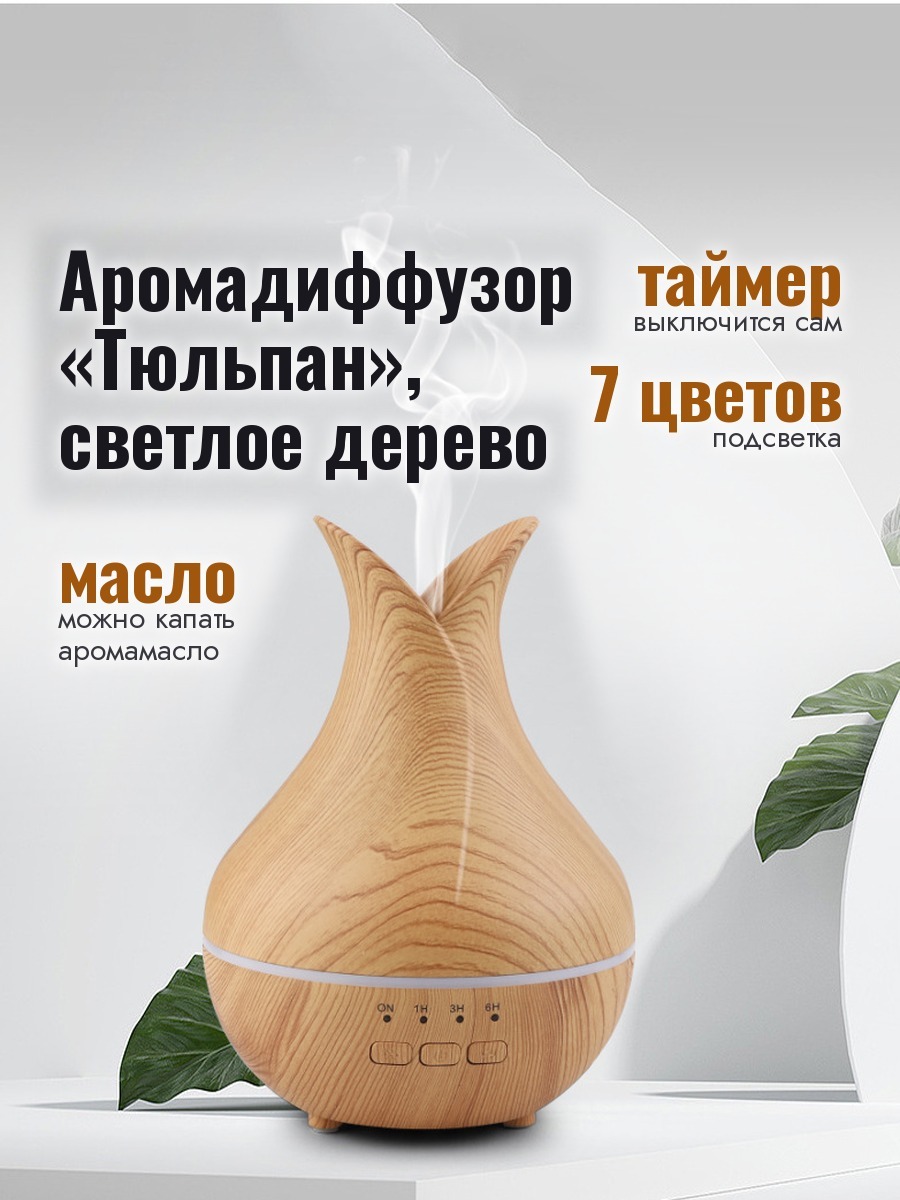 Аромадиффузор
«Тюльпан»,
светлое дерево
таймер
выключится сам
7 цветов
подсветка
масло
можно капать
аромамасло
ON 1H 3H 6H